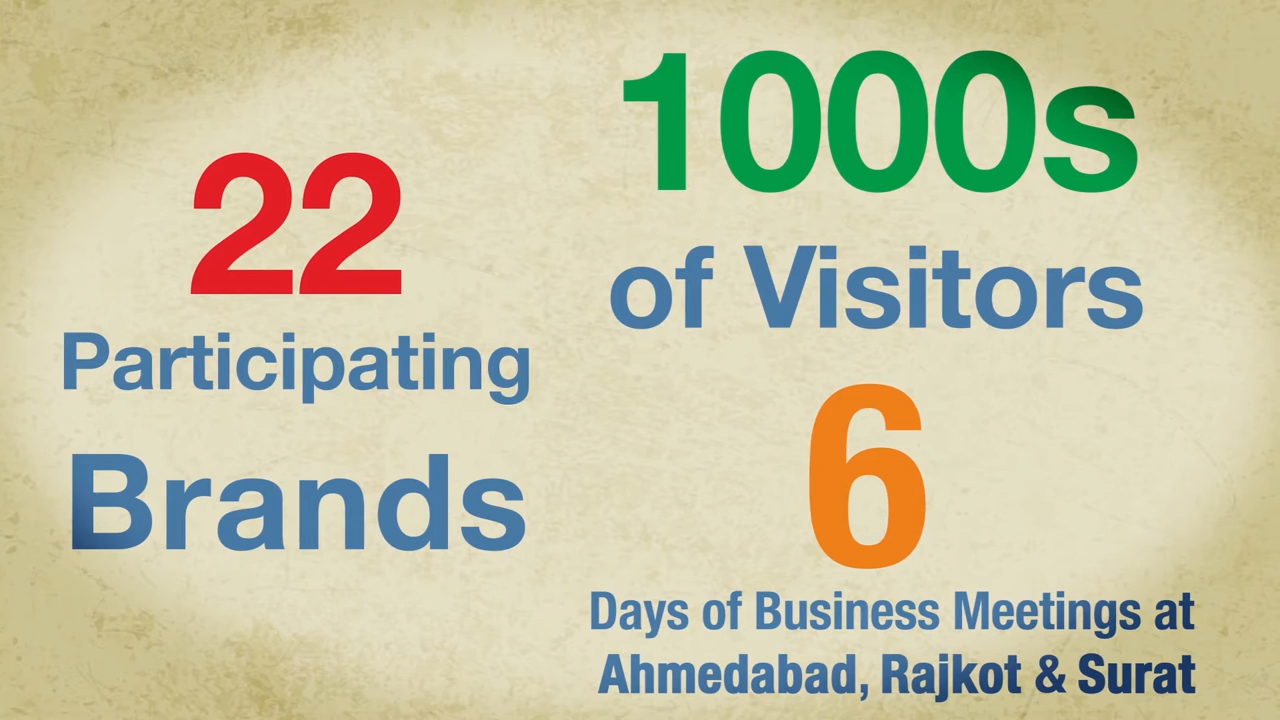 22
Participating
Brands
1000s
of Visitors
6
Days of Business Meetings at
Ahmedabad, Rajkot & Surat